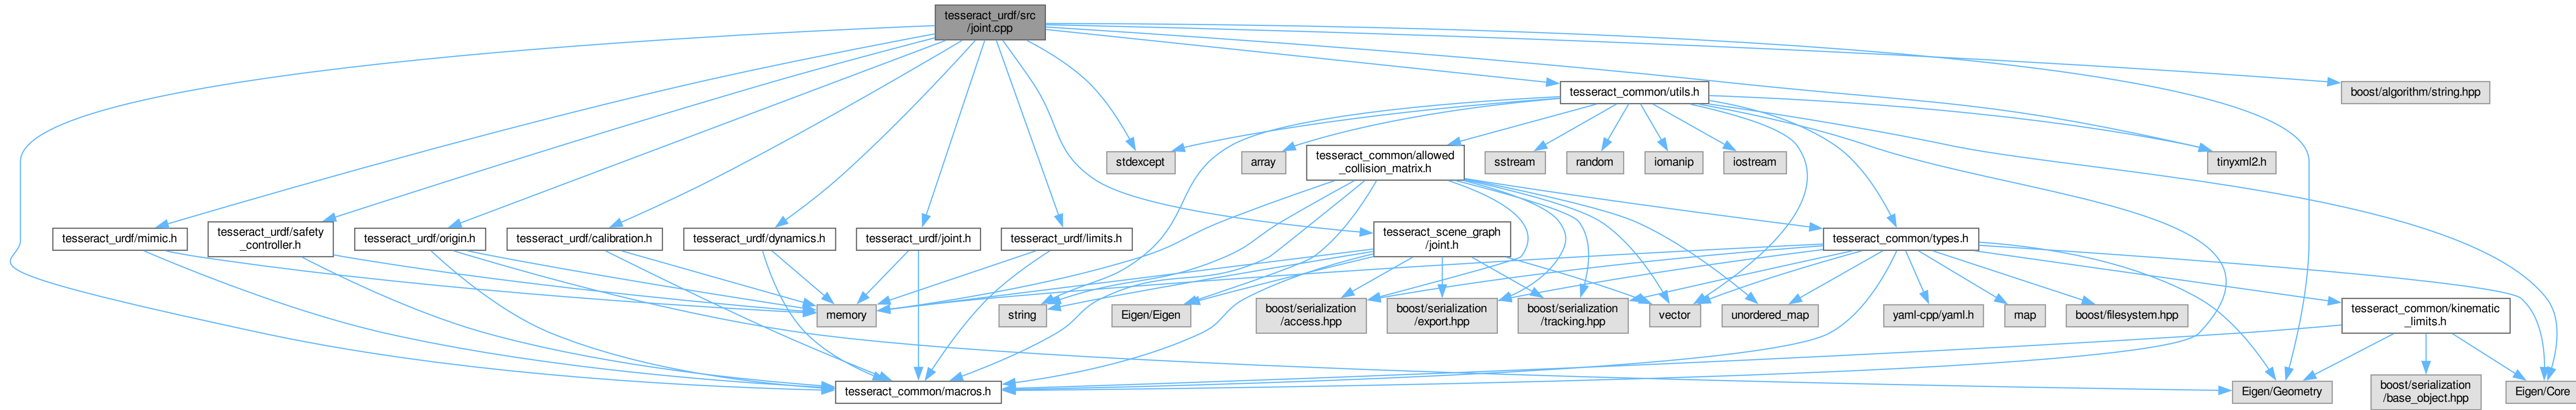 tesseract_urdf/src
/joint.cpp
tesseract_common/utils.h
boost/algorithm/string.hpp
stdexcept
array
tesseract_common/allowed
_collision_matrix.h
sstream
random
iomanip
iostream
tinyxml2.h
tesseract_urdf/mimic.h
tesseract_urdf/safety
_controller.h
tesseract_urdf/origin.h
tesseract_urdf/calibration.h
tesseract_urdf/dynamics.h
tesseract_urdf/joint.h
tesseract_urdf/limits.h
tesseract_scene_graph
/joint.h
tesseract_common/types.h
memory
string
Eigen/Eigen
boost/serialization
/access.hpp
boost/serialization
/export.hpp
boost/serialization
/tracking.hpp
vector
unordered_map
yaml-cpp/yaml.h
map
boost/filesystem.hpp
tesseract_common/kinematic
_limits.h
tesseract_common/macros.h
Eigen/Geometry
boost/serialization
/base_object.hpp
Eigen/Core